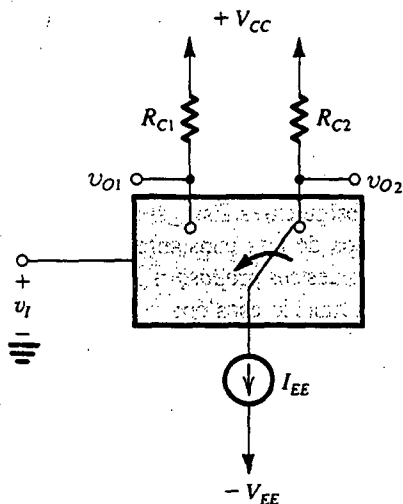 + V_CC
R_C1
R_C2
v_O1
v_O2
+
v_I
−
I_EE
− V_EE